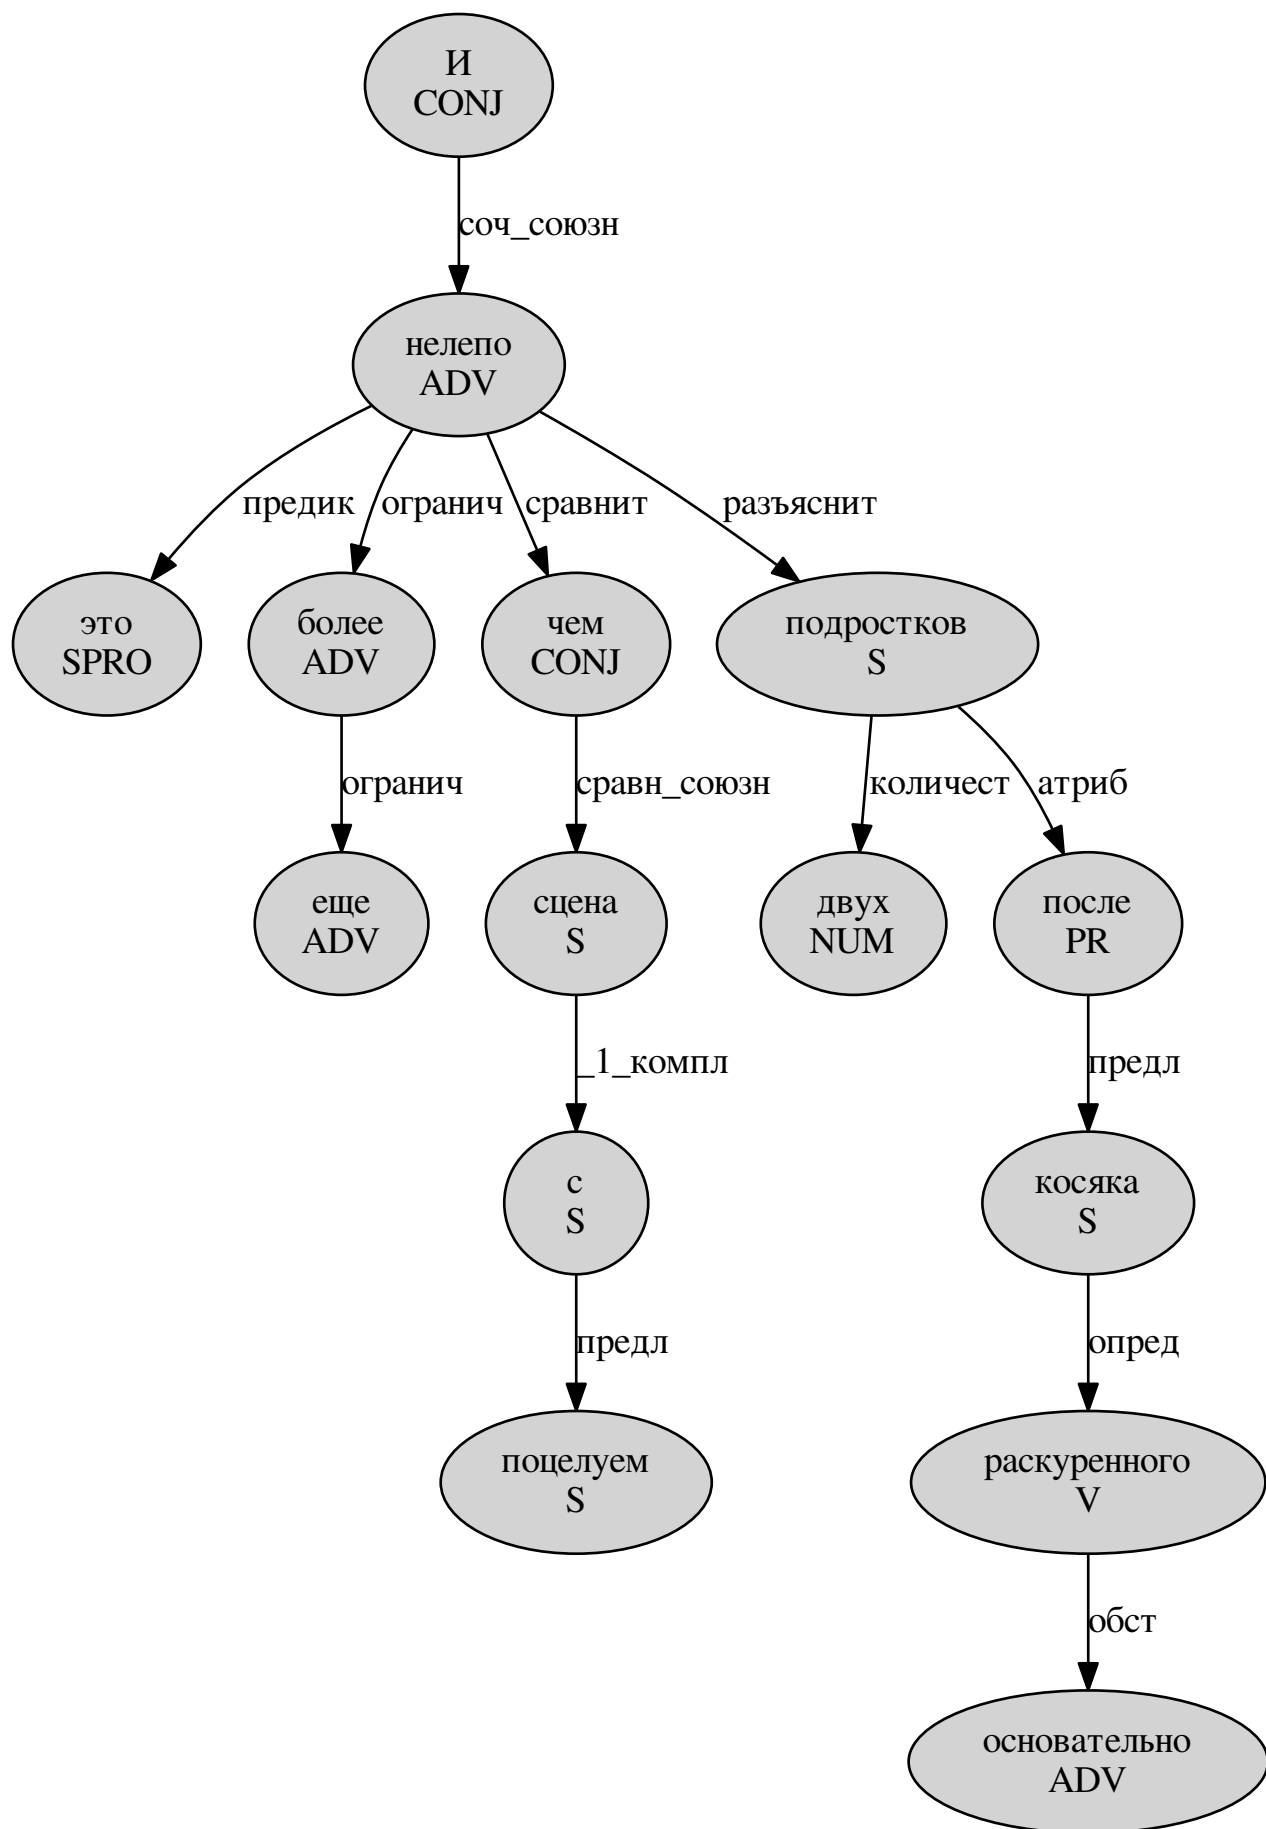 И
CONJ
соч_союзн
нелепо
ADV
предик
огранич
сравнит
разъяснит
это
SPRO
более
ADV
чем
CONJ
подростков
S
огранич
сравн_союзн
количест
атриб
еще
ADV
сцена
S
двух
NUM
после
PR
_1_компл
предл
с
S
косяка
S
предл
опред
поцелуем
S
раскуренного
V
обст
основательно
ADV